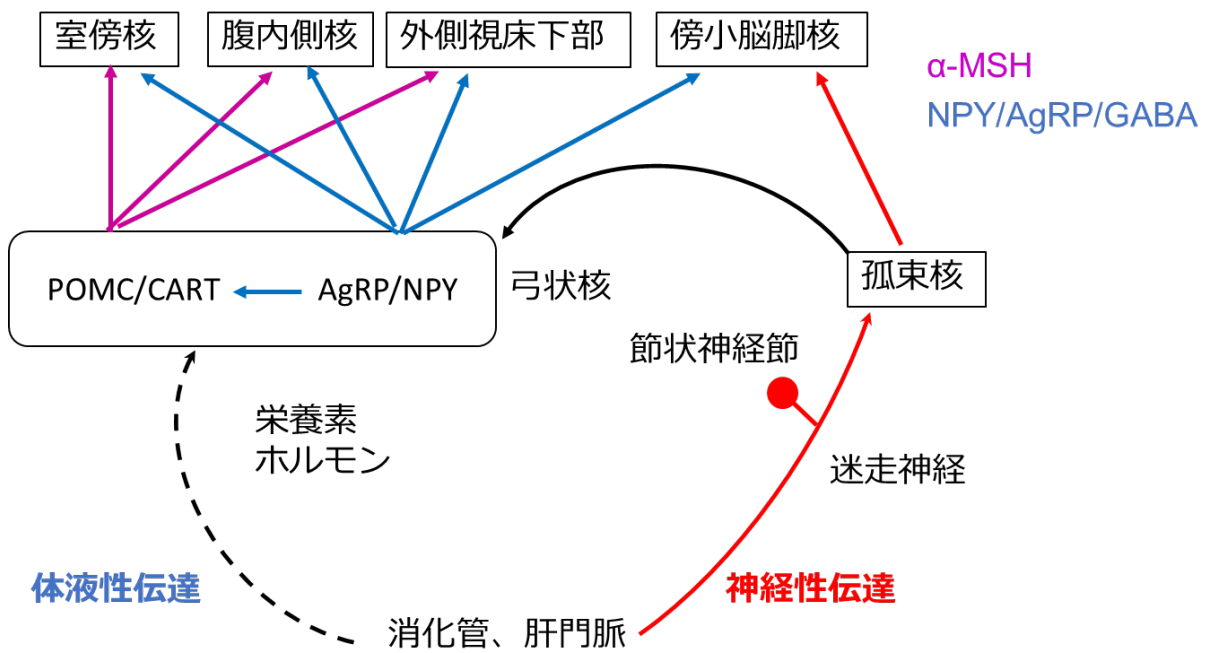 室傍核
腹内側核
外側視床下部
傍小脳脚核
α-MSH
NPY/AgRP/GABA
POMC/CART
AgRP/NPY
弓状核
孤束核
節状神経節
栄養素
ホルモン
迷走神経
体液性伝達
神経性伝達
消化管、肝門脈